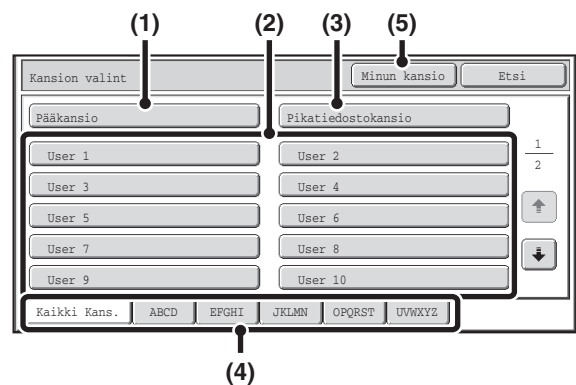 (1) (2) (3) (5)
Kansion valint Minun kansio Etsi
Pääkansio Pikatiedostokansio
User 1 User 2 1
2
User 3 User 4
User 5 User 6
User 7 User 8
User 9 User 10
Kaikki Kans. ABCD EFGHI JKLMN OPQRST UVWXYZ
(4)